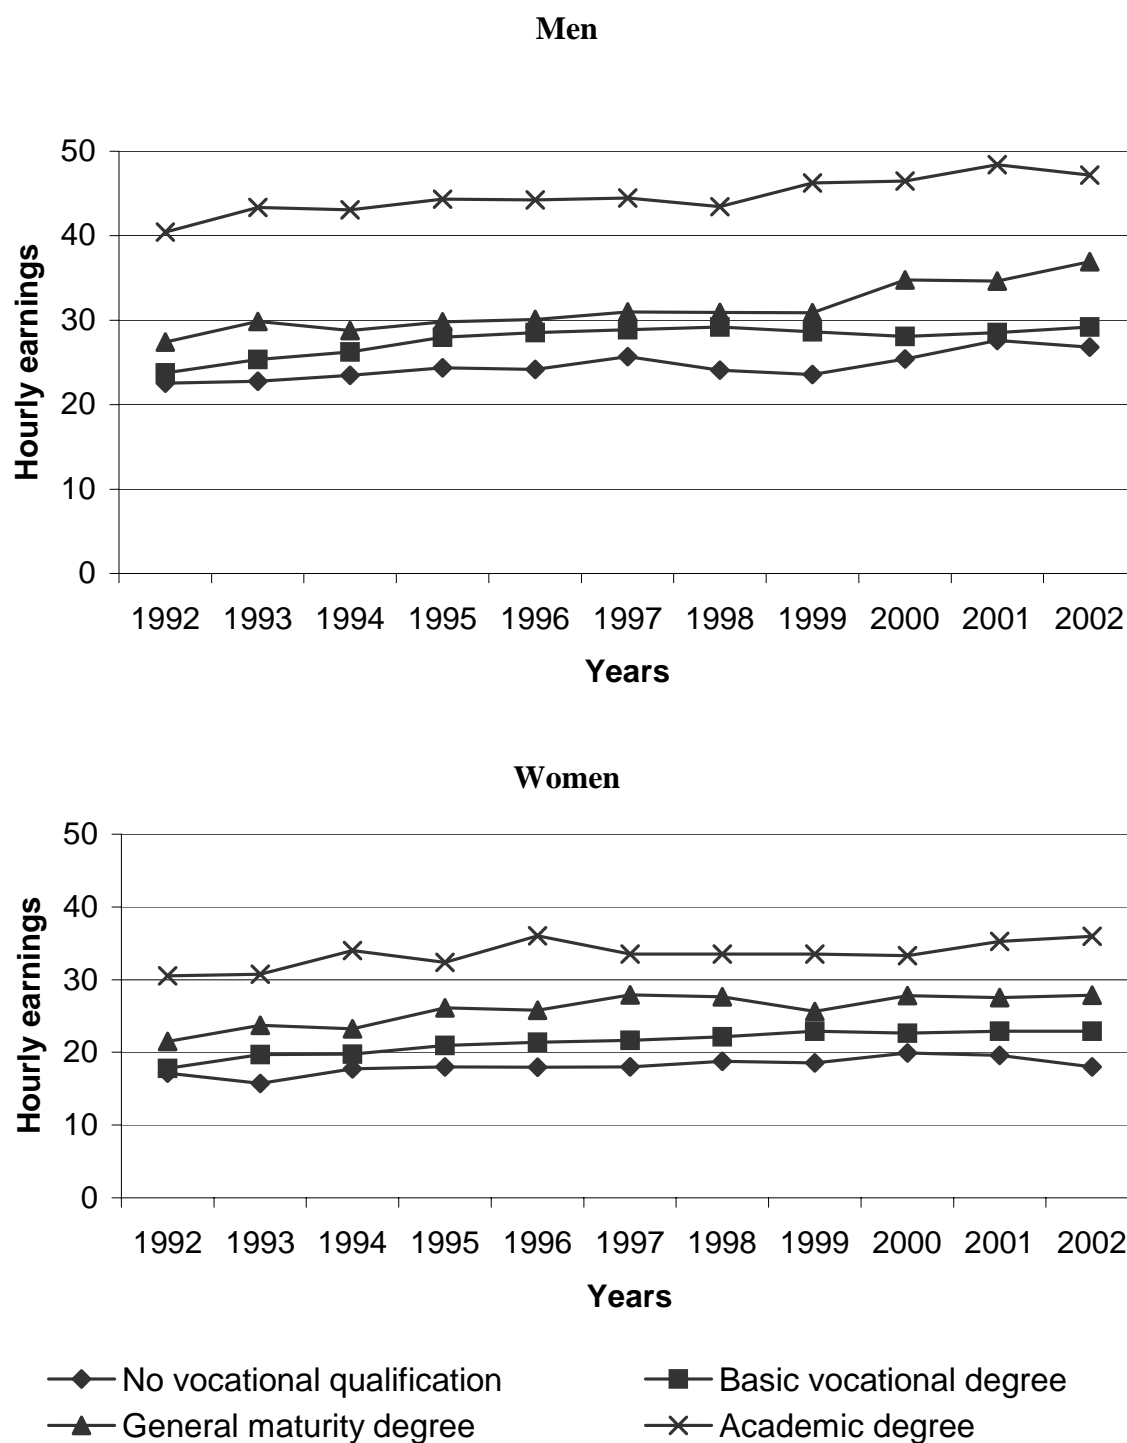 Men
50
40
30
20
10
0
Hourly earnings
1992 1993 1994 1995 1996 1997 1998 1999 2000 2001 2002
Years
Women
50
40
30
20
10
0
Hourly earnings
1992 1993 1994 1995 1996 1997 1998 1999 2000 2001 2002
Years
No vocational qualification Basic vocational degree
General maturity degree Academic degree